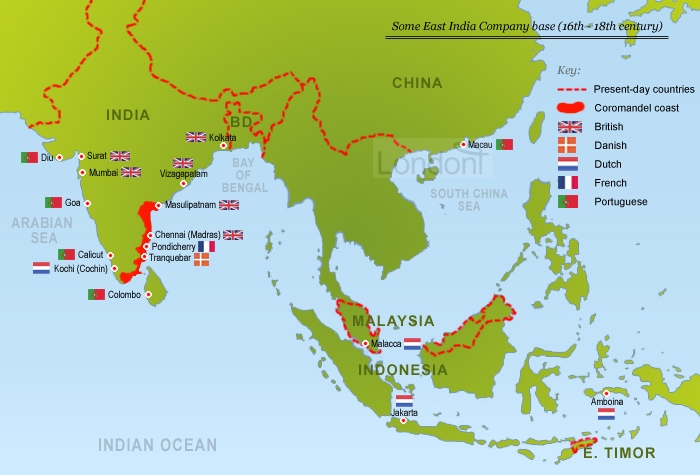 Some East India Company base (16th - 18th century)
Key:
Present-day countries
Coromandel coast
British
Danish
Dutch
French
Portuguese
CHINA
INDIA
BD
Kolkata
Macau
Diu
Surat
Mumbai
Vizagapatam
BAY
OF
BENGAL
SOUTH CHINA
SEA
Goa
Masulipatnam
ARABIAN
SEA
Chennai (Madras)
Pondicherry
Calicut
Tranquebar
Kochi (Cochin)
Colombo
MALAYSIA
Malacca
INDONESIA
Jakarta
Amboina
INDIAN OCEAN
E. TIMOR